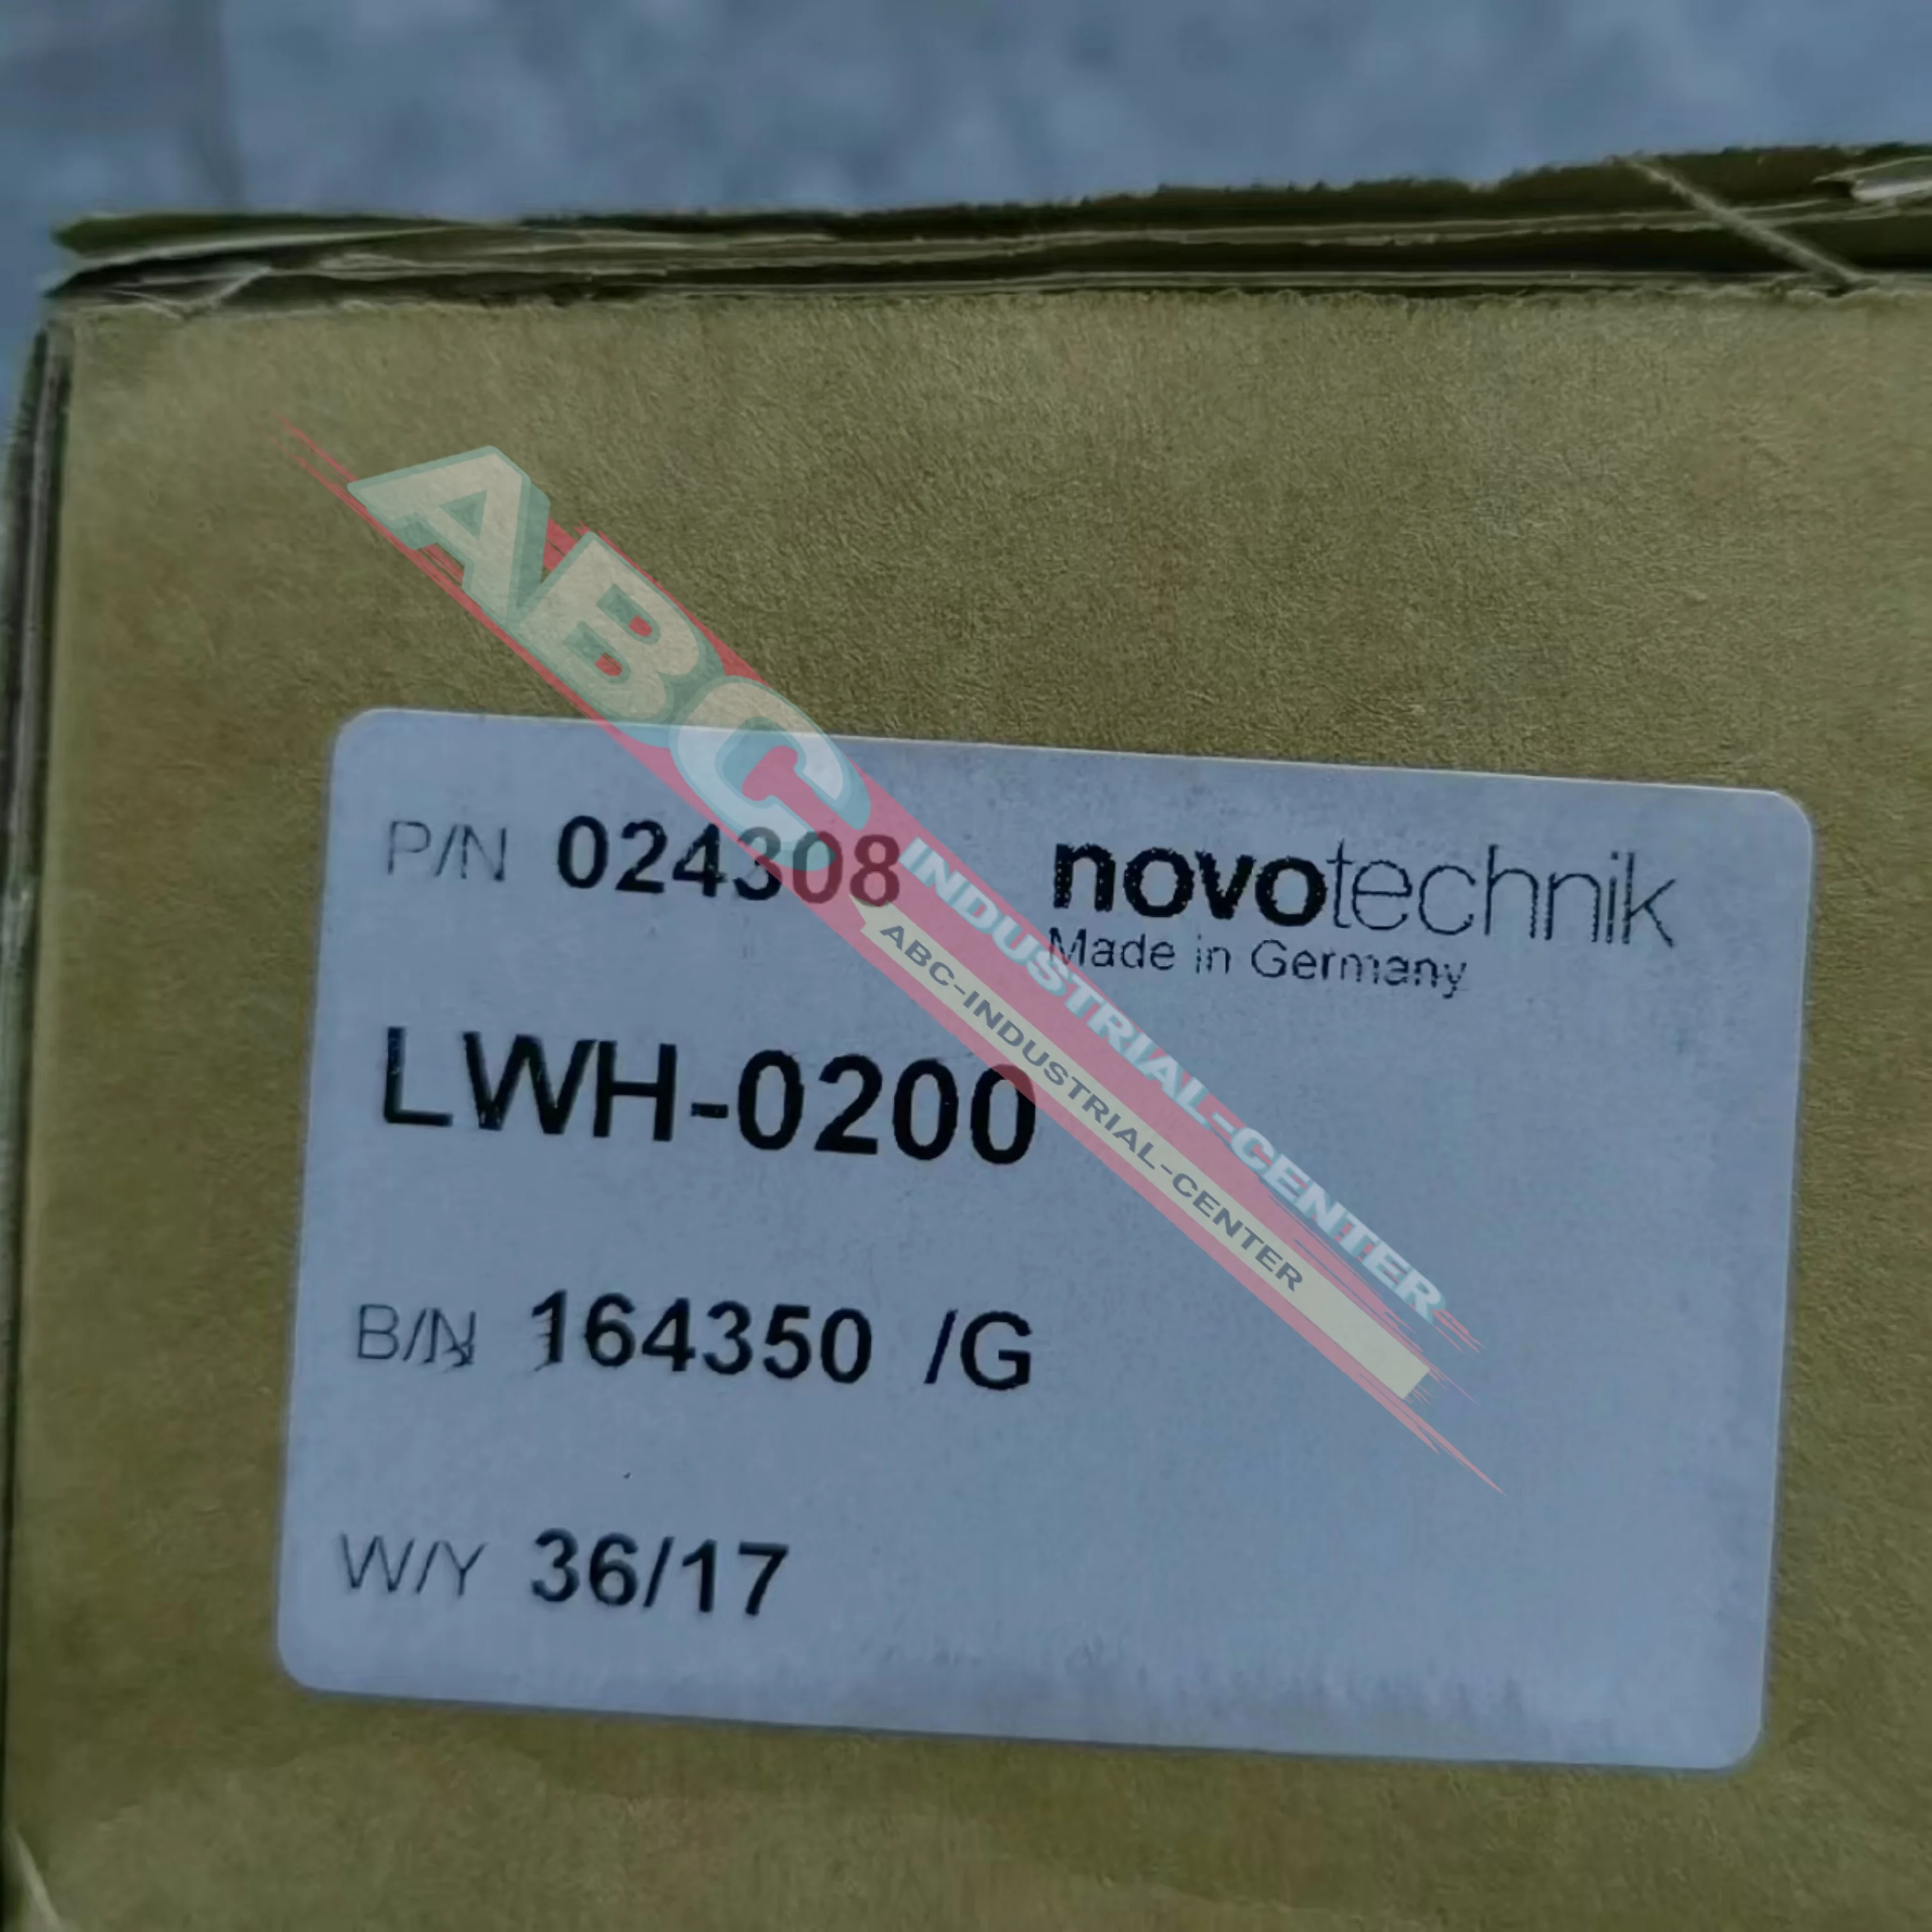 P/N 024308
novotechnik
Made in Germany
LWH-0200
B/N 164350 /G
W/Y 36/17
ABC
INDUSTRIAL-CENTER
ABC-INDUSTRIAL-CENTER